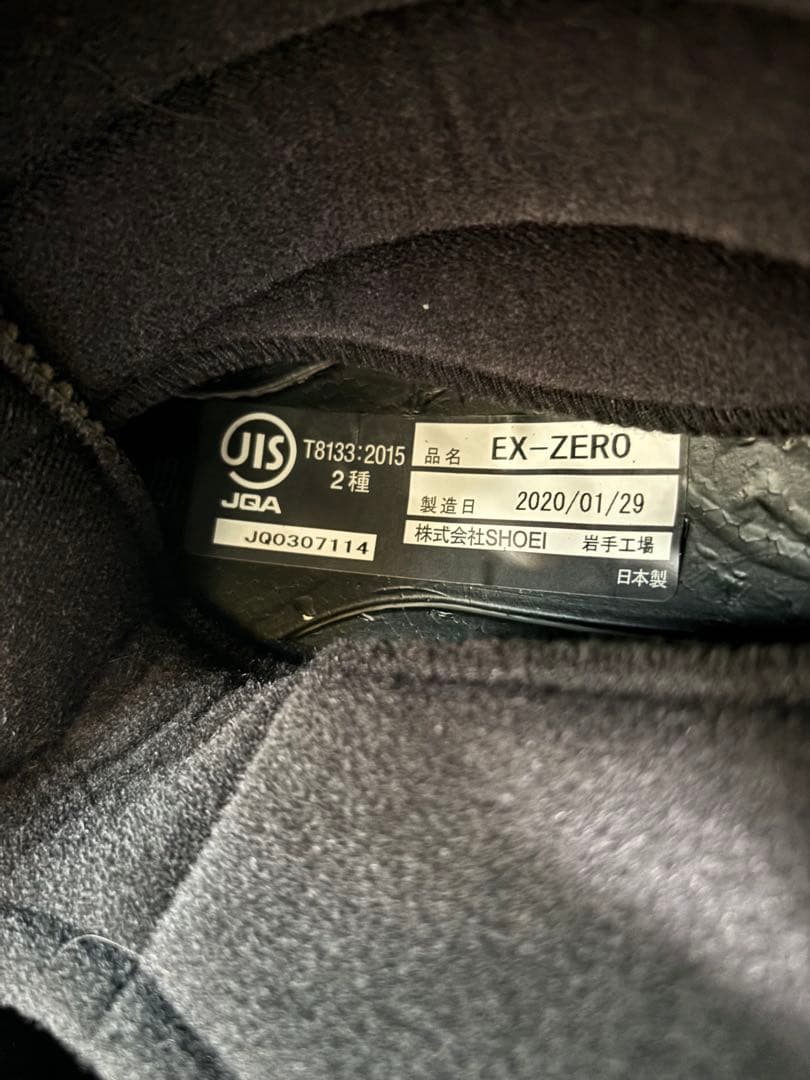 JIS
JQA
T8133:2015
2種
JQ0307114
品名 EX-ZERO
製造日 2020/01/29
株式会社SHOEI 岩手工場
日本製